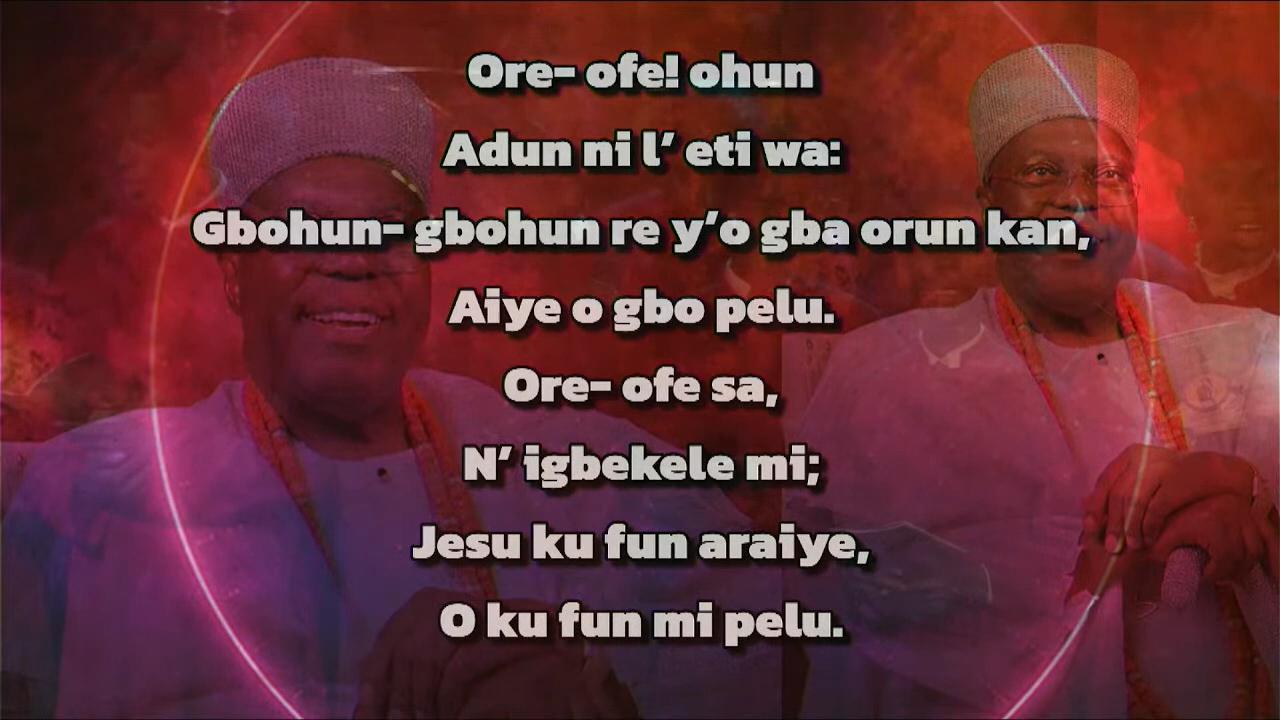 Ore- ofe! ohun
Adun ni l’ eti wa:
Gbohun- gbohun re y’o gba orun kan,
Aiye o gbo pelu.
Ore- ofe sa,
N’ igbekele mi;
Jesu ku fun araiye,
O ku fun mi pelu.